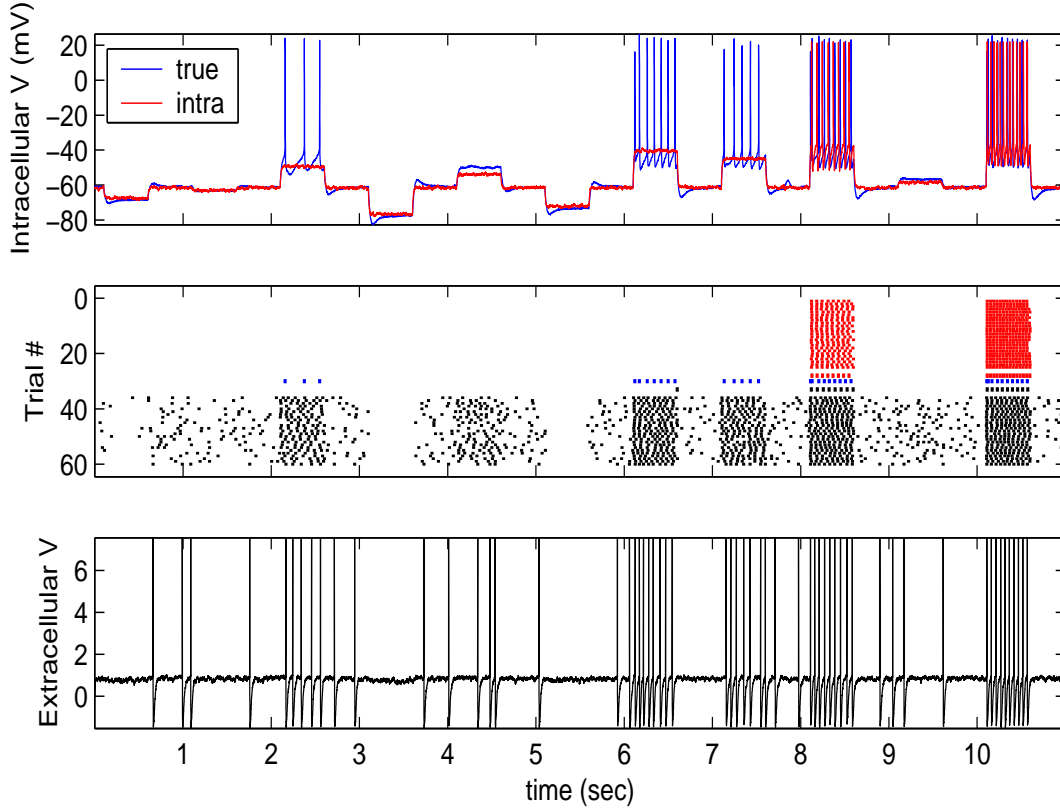 Intracellular V (mV)
20
0
−20
−40
−60
−80
true
intra
Trial #
0
20
40
60
Extracellular V
6
4
2
0
1 2 3 4 5 6 7 8 9 10
time (sec)